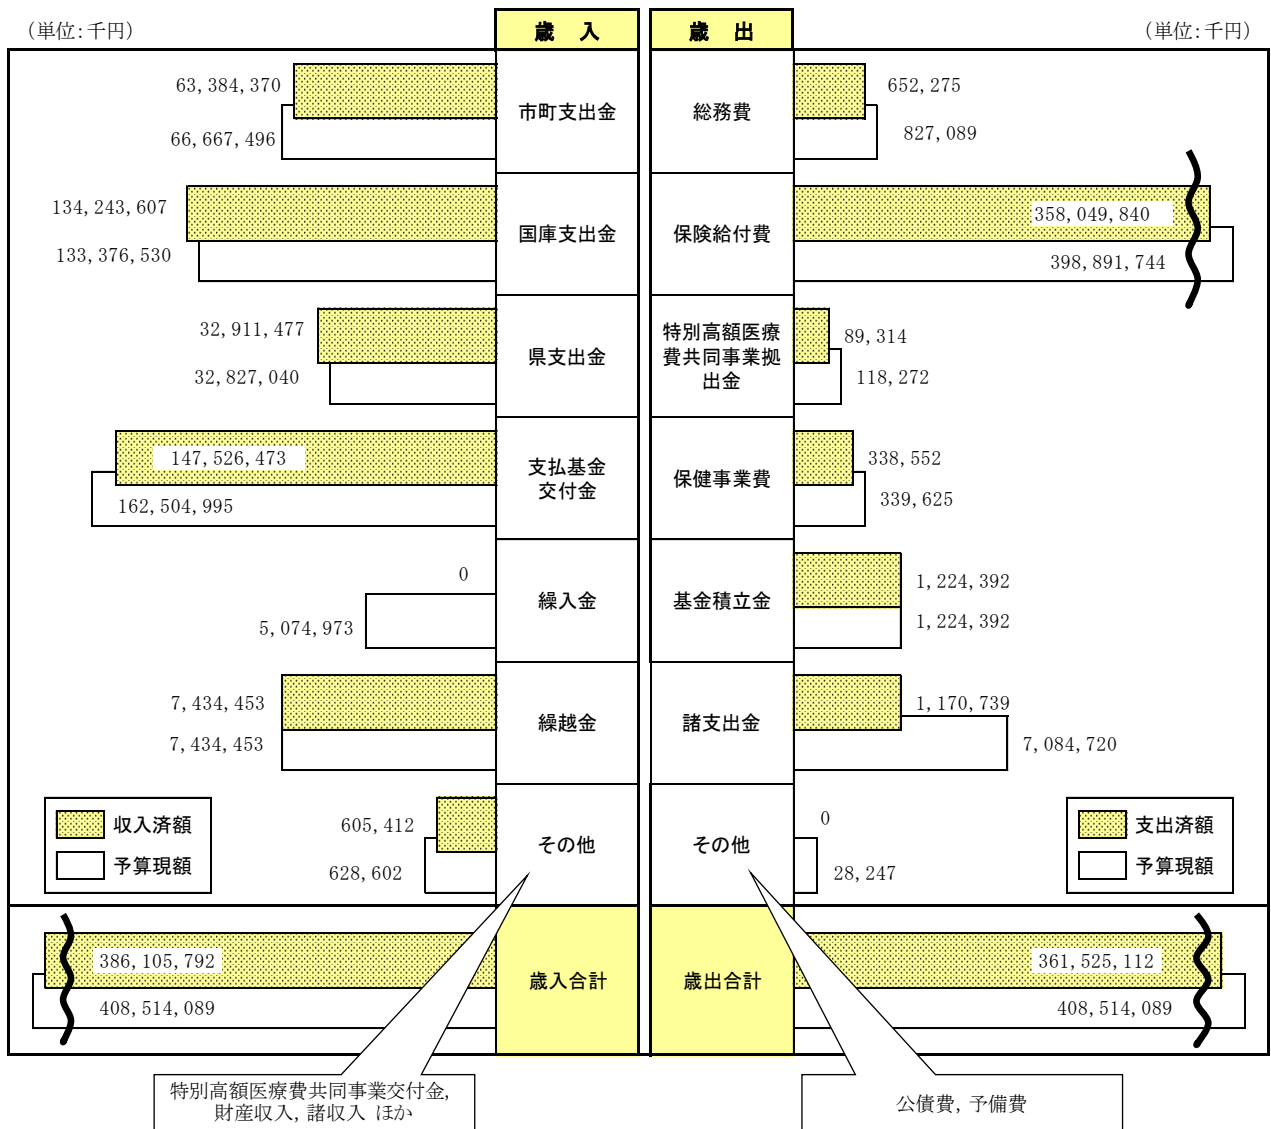 （単位：千円）
歳　入
歳　出
（単位：千円）
63,384,370
66,667,496
市町支出金
総務費
652,275
827,089
134,243,607
133,376,530
国庫支出金
保険給付費
358,049,840
398,891,744
32,911,477
32,827,040
県支出金
特別高額医療
費共同事業拠
出金
89,314
118,272
147,526,473
162,504,995
支払基金
交付金
保健事業費
338,552
339,625
0
5,074,973
繰入金
基金積立金
1,224,392
1,224,392
7,434,453
7,434,453
繰越金
諸支出金
1,170,739
7,084,720
収入済額
予算現額
605,412
628,602
その他
その他
0
28,247
支出済額
予算現額
386,105,792
408,514,089
歳入合計
歳出合計
361,525,112
408,514,089
特別高額医療費共同事業交付金,
財産収入, 諸収入 ほか
公債費, 予備費